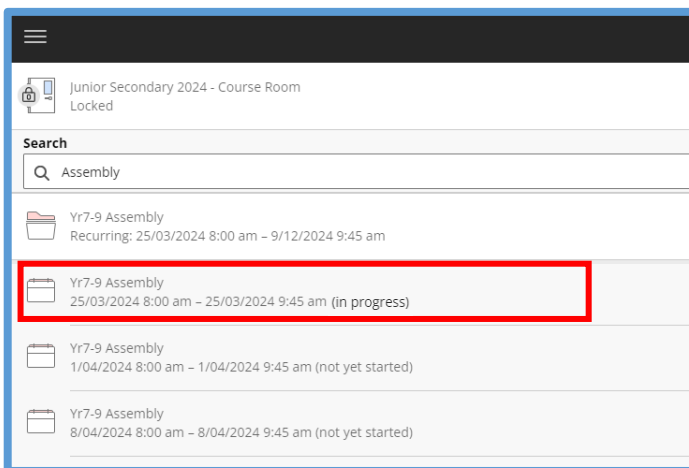 Junior Secondary 2024 - Course Room
Locked
Search
Assembly
Yr7-9 Assembly
Recurring: 25/03/2024 8:00 am – 9/12/2024 9:45 am
Yr7-9 Assembly
25/03/2024 8:00 am – 25/03/2024 9:45 am (in progress)
Yr7-9 Assembly
1/04/2024 8:00 am – 1/04/2024 9:45 am (not yet started)
Yr7-9 Assembly
8/04/2024 8:00 am – 8/04/2024 9:45 am (not yet started)